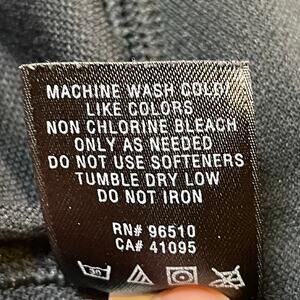 MACHINE WASH COLD/
LIKE COLORS
NON CHLORINE BLEACH
ONLY AS NEEDED
DO NOT USE SOFTENERS
TUMBLE DRY LOW
DO NOT IRON
RN# 96510
CA# 41095
30